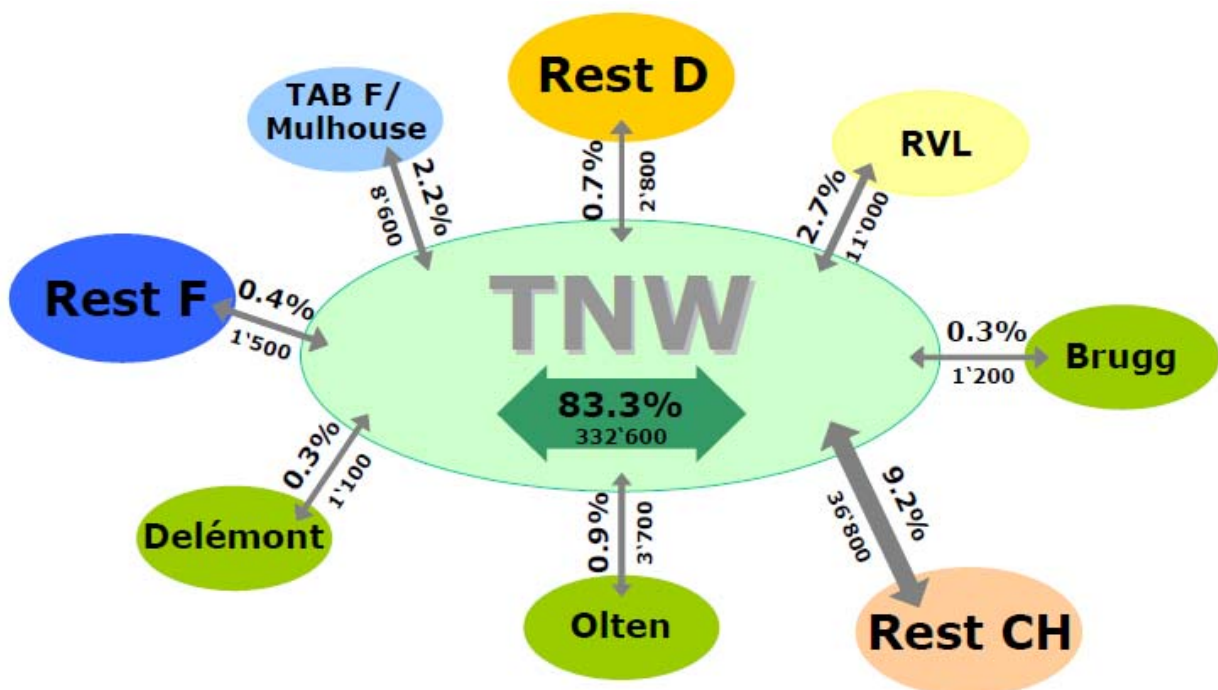 Rest D
TAB F/
Mulhouse
RVL
2.2%
8‘600
0.7%
2‘800
2.7%
11‘000
Rest F
0.4%
1‘500
TNW
83.3%
332‘600
0.3%
1‘200
Brugg
0.3%
1‘100
Delémont
0.9%
3‘700
Olten
9.2%
36‘800
Rest CH